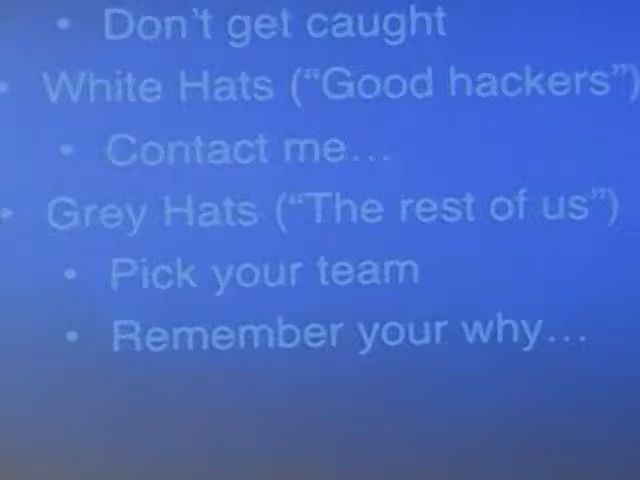 • Don't get caught
• White Hats (“Good hackers”)
• Contact me…
• Grey Hats (“The rest of us”)
• Pick your team
• Remember your why…